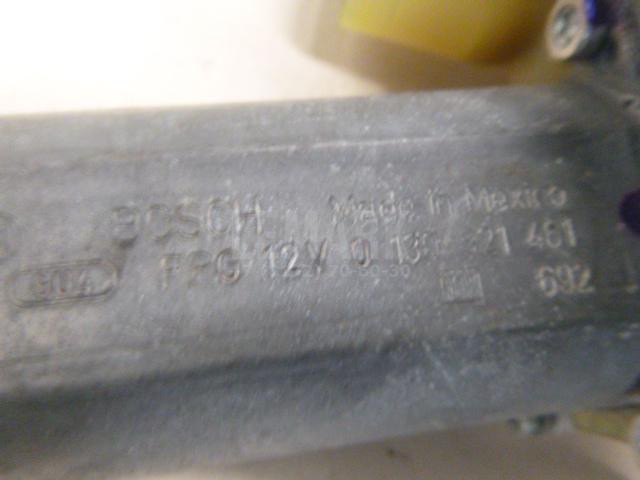 BOSCH Made in Mexico
FPG 12V 0 130 821 461
692